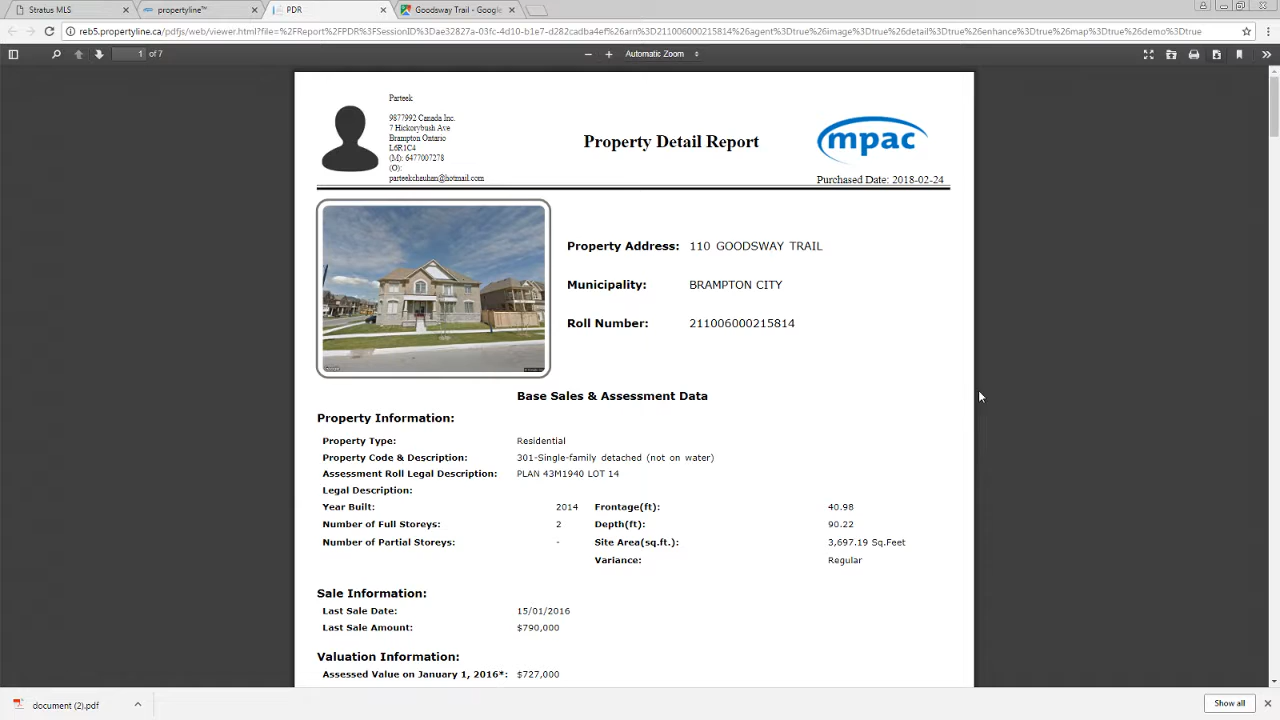 Stratus MLS
propertyline™
PDR
Goodsway Trail - Google
reb5.propertyline.ca/pdfjs/web/viewer.html?file=%2FReport%2FPDR%3FSessionID%3Dae32827a-03fc-4d10-b1e7-d282cadba4ef%26arn%3D211006000215814%26agent%3Dtrue%26image%3Dtrue%26detail%3Dtrue%26enhance%3Dtrue%26map%3Dtrue%26demo%3Dtrue
1 of 7
Automatic Zoom
Parteek
9877992 Canada Inc.
7 Hickorybush Ave
Brampton Ontario
L6R1C4
(M): 6477007278
(O):
parteekchauhan@hotmail.com
Property Detail Report
mpac
Purchased Date: 2018-02-24
Property Address: 110 GOODSWAY TRAIL
Municipality: BRAMPTON CITY
Roll Number: 211006000215814
Base Sales & Assessment Data
Property Information:
Property Type: Residential
Property Code & Description: 301-Single-family detached (not on water)
Assessment Roll Legal Description: PLAN 43M1940 LOT 14
Legal Description:
Year Built: 2014 Frontage(ft): 40.98
Number of Full Storeys: 2 Depth(ft): 90.22
Number of Partial Storeys: - Site Area(sq.ft.): 3,697.19 Sq.Feet
Variance: Regular
Sale Information:
Last Sale Date: 15/01/2016
Last Sale Amount: $790,000
Valuation Information:
Assessed Value on January 1, 2016*: $727,000
document (2).pdf
Show all